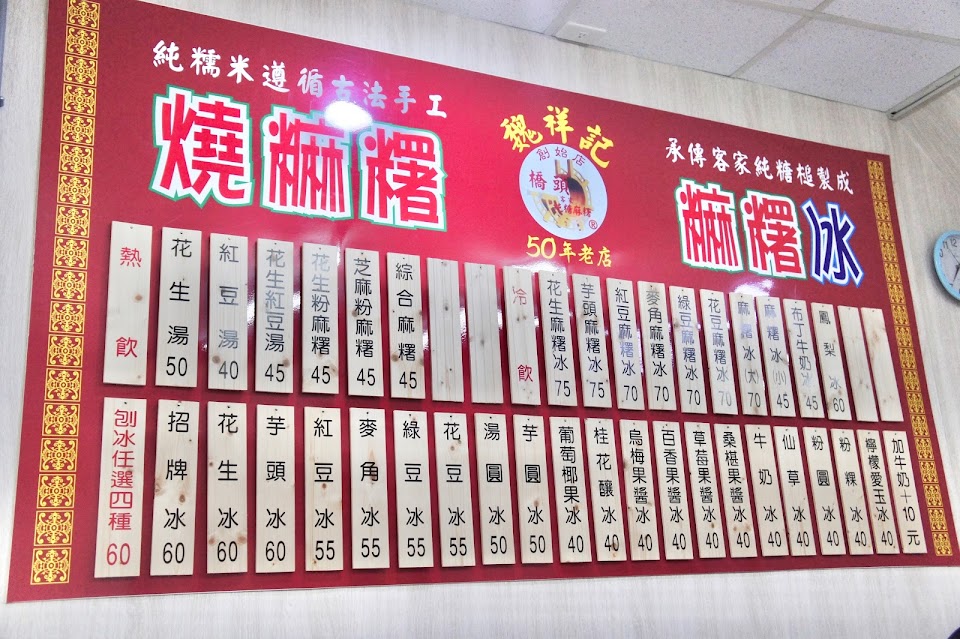 純糯米遵循古法手工
燒麻糬
魏祥記
創始店
橋頭
麻糬
®
50年老店
承傳客家純糖槌製成
麻糬冰
熱飲
花生湯 50
紅豆湯 40
花生紅豆湯 45
花生粉麻糬 45
芝麻粉麻糬 45
綜合麻糬 45
冷飲
花生麻糬冰 75
芋頭麻糬冰 75
紅豆麻糬冰 70
麥角麻糬冰 70
綠豆麻糬冰 70
花豆麻糬冰 70
麻糬冰(大) 70
麻糬冰(小) 45
布丁牛奶冰 45
鳳梨冰 60
刨冰任選四種 60
招牌冰 60
花生冰 60
芋頭冰 60
紅豆冰 55
麥角冰 55
綠豆冰 55
花豆冰 55
湯圓 50
芋圓 50
葡萄椰果 40
桂花釀 40
烏梅果醬冰 40
百香果醬冰 40
草莓果醬冰 40
桑椹果醬冰 40
牛奶冰 40
仙草冰 40
粉圓冰 40
粉粿冰 40
檸檬愛玉冰 40
加牛奶十10元